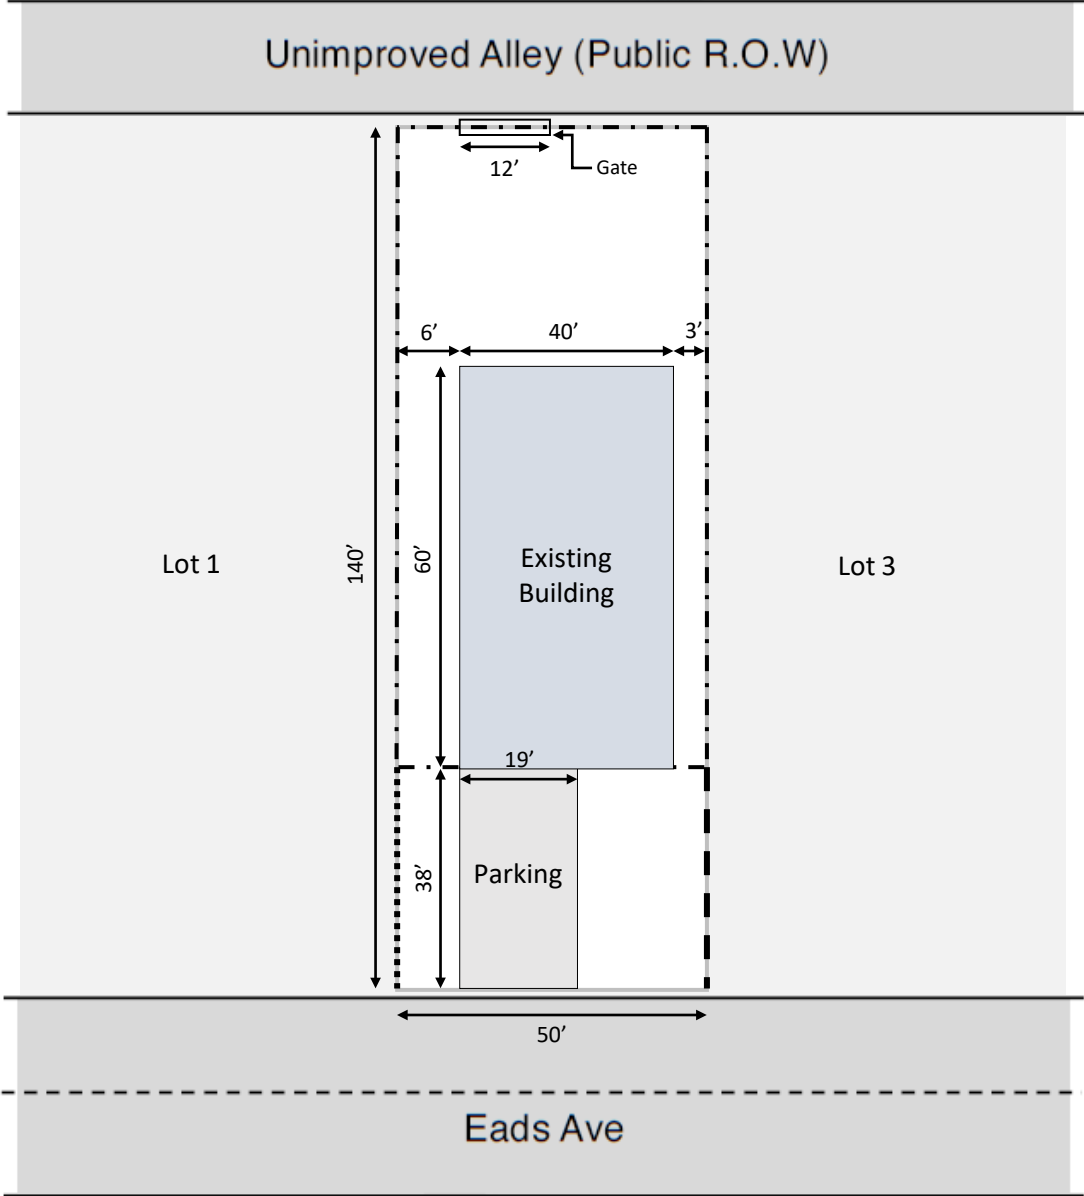 Unimproved Alley (Public R.O.W)
12’
Gate
6’
40’
3’
Lot 1
140’
60’
Existing
Building
Lot 3
19’
38’
Parking
50’
Eads Ave